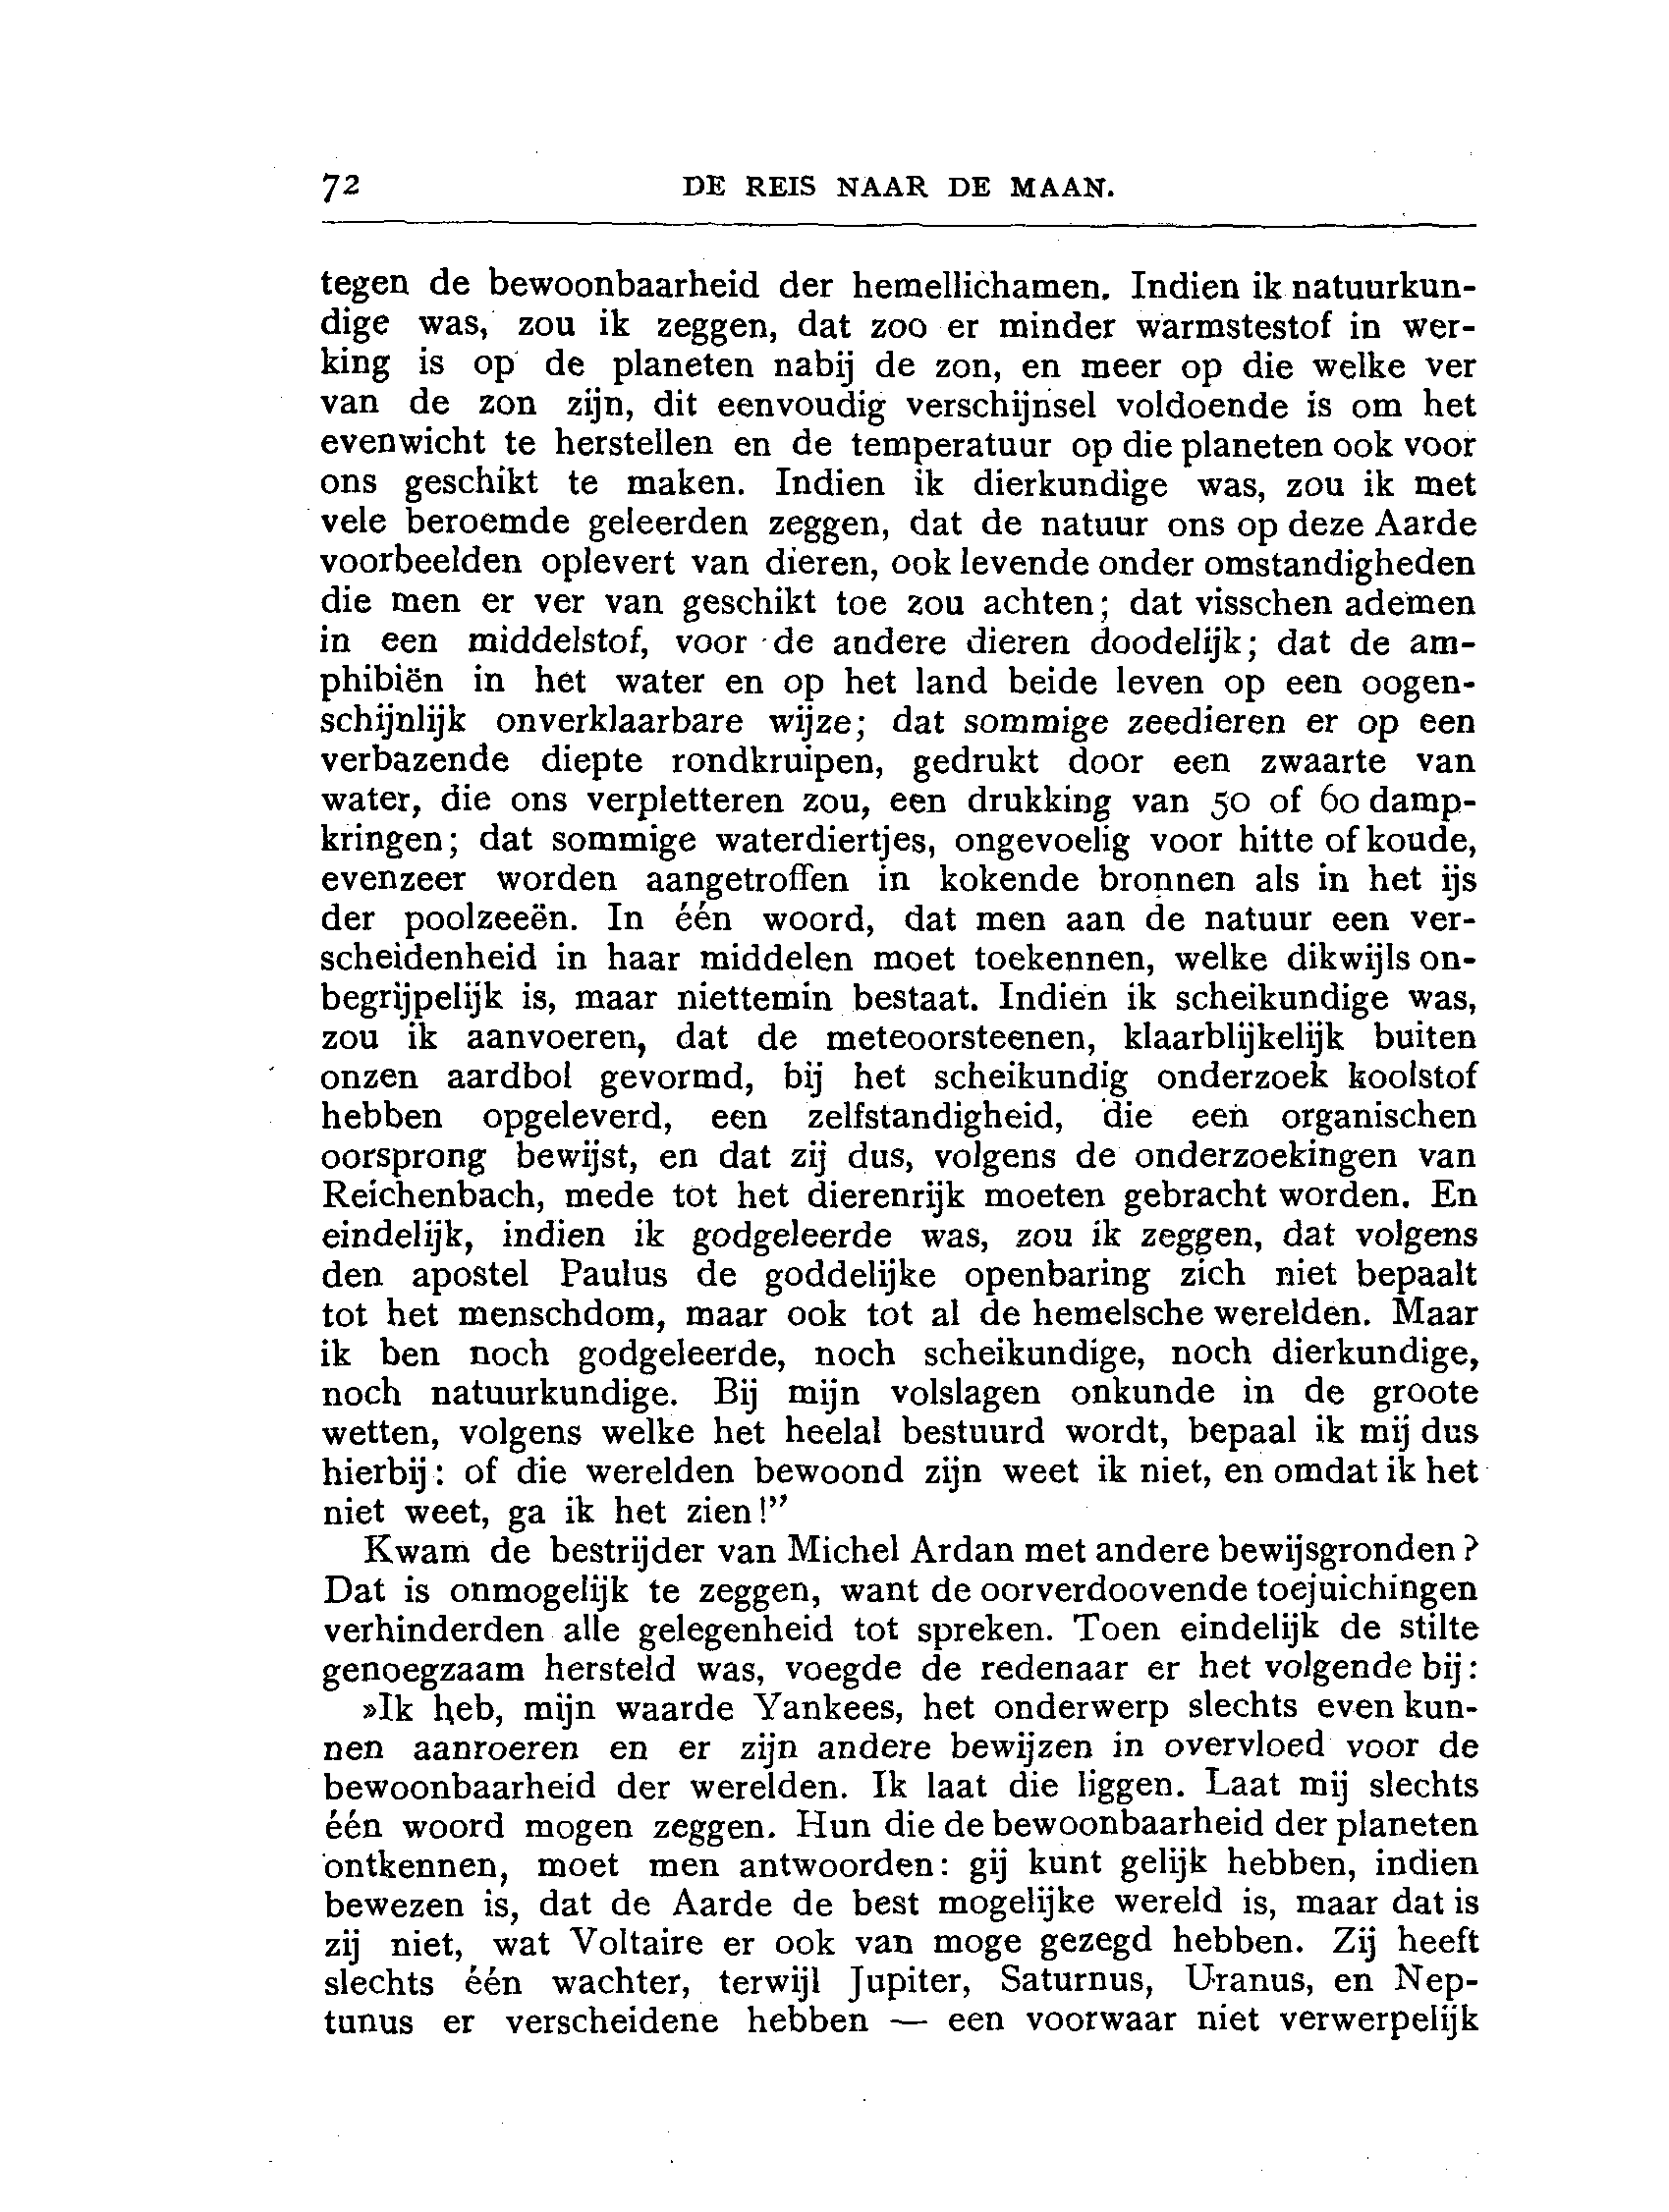 72 DE REIS NAAR DE MAAN.
tegen de bewoonbaarheid der hemellichamen. Indien ik natuurkun-
dige was, zou ik zeggen, dat zoo er minder warmstestof in wer-
king is op de planeten nabij de zon, en meer op die welke ver
van de zon zijn, dit eenvoudig verschijnsel voldoende is om het
evenwicht te herstellen en de temperatuur op die planeten ook voor
ons geschikt te maken. Indien ik dierkundige was, zou ik met
vele beroemde geleerden zeggen, dat de natuur ons op deze Aarde
voorbeelden oplevert van dieren, ook levende onder omstandigheden
die men er ver van geschikt toe zou achten; dat visschen ademen
in een middelstof, voor de andere dieren doodelijk; dat de am-
phibiën in het water en op het land beide leven op een oogen-
schijnlijk onverklaarbare wijze; dat sommige zeedieren er op een
verbazende diepte rondkruipen, gedrukt door een zwaarte van
water, die ons verpletteren zou, een drukking van 50 of 60 damp-
kringen; dat sommige waterdiertjes, ongevoelig voor hitte of koude,
evenzeer worden aangetroffen in kokende bronnen als in het ijs
der poolzeeën. In één woord, dat men aan de natuur een ver-
scheidenheid in haar middelen moet toekennen, welke dikwijls on-
begrijpelijk is, maar niettemin bestaat. Indien ik scheikundige was,
zou ik aanvoeren, dat de meteoorsteenen, klaarblijkelijk buiten
onzen aardbol gevormd, bij het scheikundig onderzoek koolstof
hebben opgeleverd, een zelfstandigheid, die een organischen
oorsprong bewijst, en dat zij dus, volgens de onderzoekingen van
Reichenbach, mede tot het dierenrijk moeten gebracht worden. En
eindelijk, indien ik godgeleerde was, zou ik zeggen, dat volgens
den apostel Paulus de goddelijke openbaring zich niet bepaalt
tot het menschdom, maar ook tot al de hemelsche werelden. Maar
ik ben noch godgeleerde, noch scheikundige, noch dierkundige,
noch natuurkundige. Bij mijn volslagen onkunde in de groote
wetten, volgens welke het heelal bestuurd wordt, bepaal ik mij dus
hierbij: of die werelden bewoond zijn weet ik niet, en omdat ik het
niet weet, ga ik het zien!”
Kwam de bestrijder van Michel Ardan met andere bewijsgronden?
Dat is onmogelijk te zeggen, want de oorverdoovende toejuichingen
verhinderden alle gelegenheid tot spreken. Toen eindelijk de stilte
genoegzaam hersteld was, voegde de redenaar er het volgende bij:
»Ik heb, mijn waarde Yankees, het onderwerp slechts even kun-
nen aanroeren en er zijn andere bewijzen in overvloed voor de
bewoonbaarheid der werelden. Ik laat die liggen. Laat mij slechts
één woord mogen zeggen. Hun die de bewoonbaarheid der planeten
ontkennen, moet men antwoorden: gij kunt gelijk hebben, indien
bewezen is, dat de Aarde de best mogelijke wereld is, maar dat is
zij niet, wat Voltaire er ook van moge gezegd hebben. Zij heeft
slechts één wachter, terwijl Jupiter, Saturnus, Uranus, en Nep-
tunus er verscheidene hebben — een voorwaar niet verwerpelijk